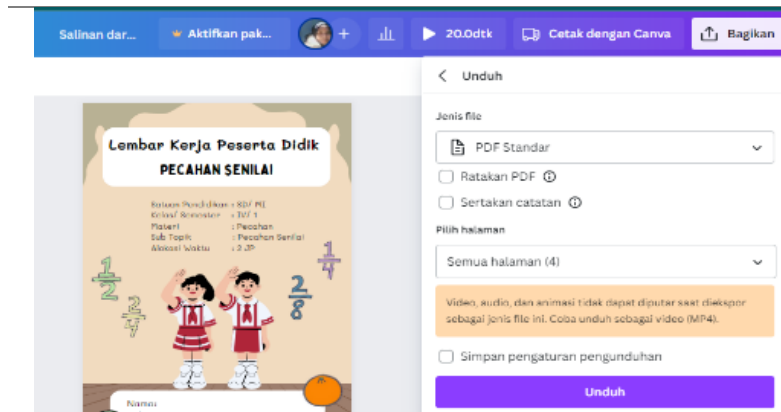 Salinan dar...
Aktifkan pak...
+
20.0dtk
Cetak dengan Canva
Bagikan
Unduh
Jenis file
PDF Standar
Ratakan PDF
Sertakan catatan
Pilih halaman
Semua halaman (4)
Video, audio, dan animasi tidak dapat diputar saat diekspor
sebagai jenis file ini. Coba unduh sebagai video (MP4).
Simpan pengaturan pengunduhan
Unduh
Lembar Kerja Peserta Didik
PECAHAN SENILAI
Satuan Pendidikan : SD/ MI
Kelas/ Semester : IV/ 1
Materi : Pecahan
Sub Topik : Pecahan Senilai
Alokasi Waktu : 2 JP
1/2
2/4
2/8
1/4
Nama: